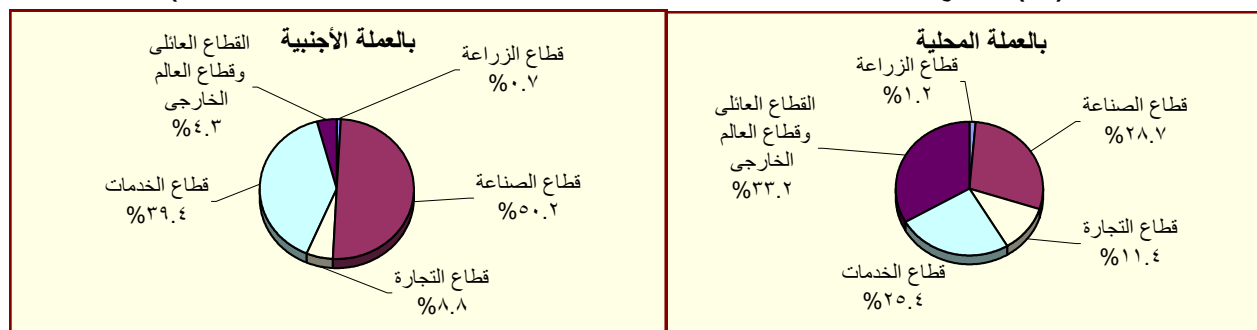 بالعملة المحلية
قطاع الزراعة
%١.٢
قطاع الصناعة
%٢٨.٧
قطاع التجارة
%١١.٤
قطاع الخدمات
%٢٥.٤
القطاع العائلى
وقطاع العالم
الخارجى
%٣٣.٢
بالعملة الأجنبية
قطاع الزراعة
%٠.٧
قطاع الصناعة
%٥٠.٢
قطاع التجارة
%٨.٨
قطاع الخدمات
%٣٩.٤
القطاع العائلى
وقطاع العالم
الخارجى
%٤.٣